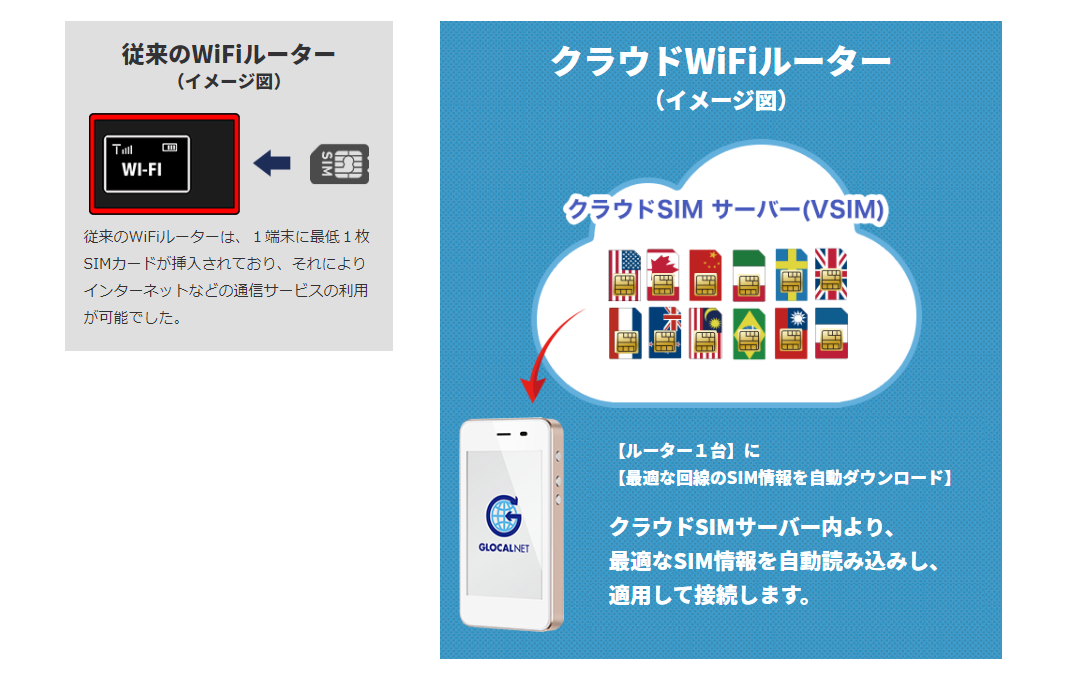 従来のWiFiルーター
（イメージ図）
WI-FI
SIM
従来のWiFiルーターは、１端末に最低１枚
SIMカードが挿入されており、それにより
インターネットなどの通信サービスの利用
が可能でした。
クラウドWiFiルーター
（イメージ図）
クラウドSIM サーバー(VSIM)
GLOCALNET
【ルーター１台】に
【最適な回線のSIM情報を自動ダウンロード】
クラウドSIMサーバー内より、
最適なSIM情報を自動読み込みし、
適用して接続します。